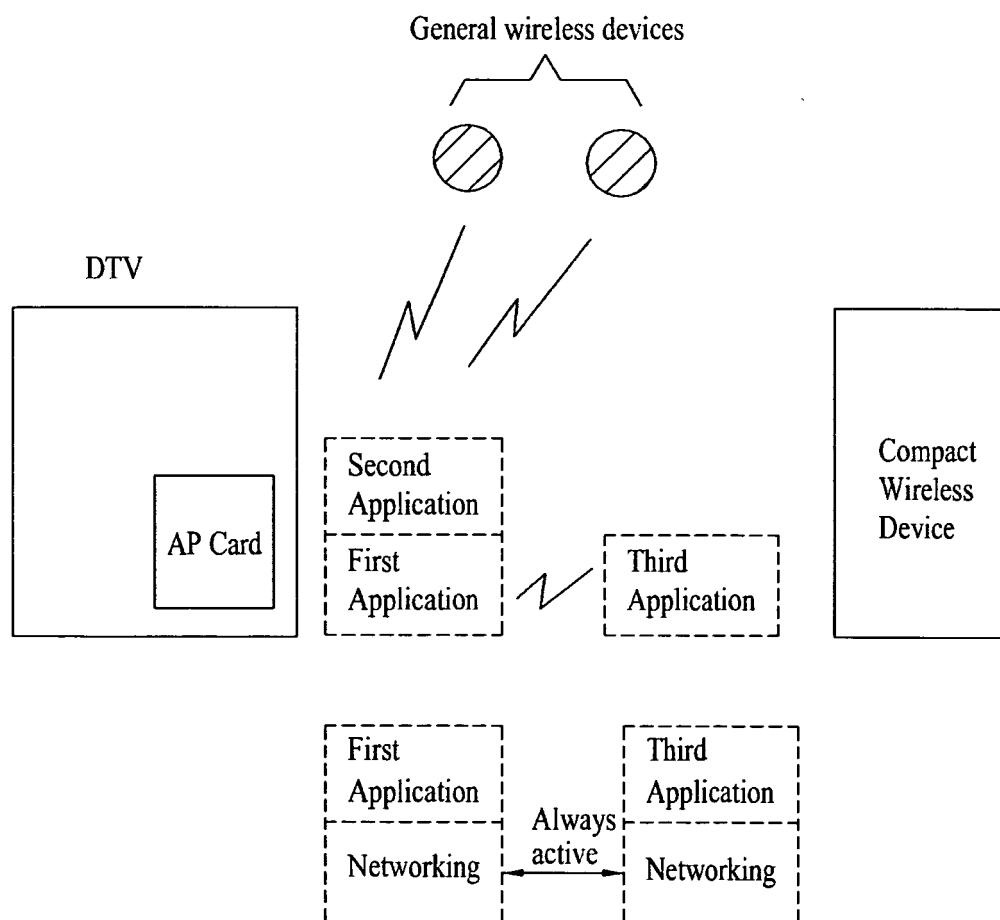 General wireless devices
DTV
AP Card
Second
Application
First
Application
Third
Application
Compact
Wireless
Device
First
Application
Networking
Always
active
Third
Application
Networking